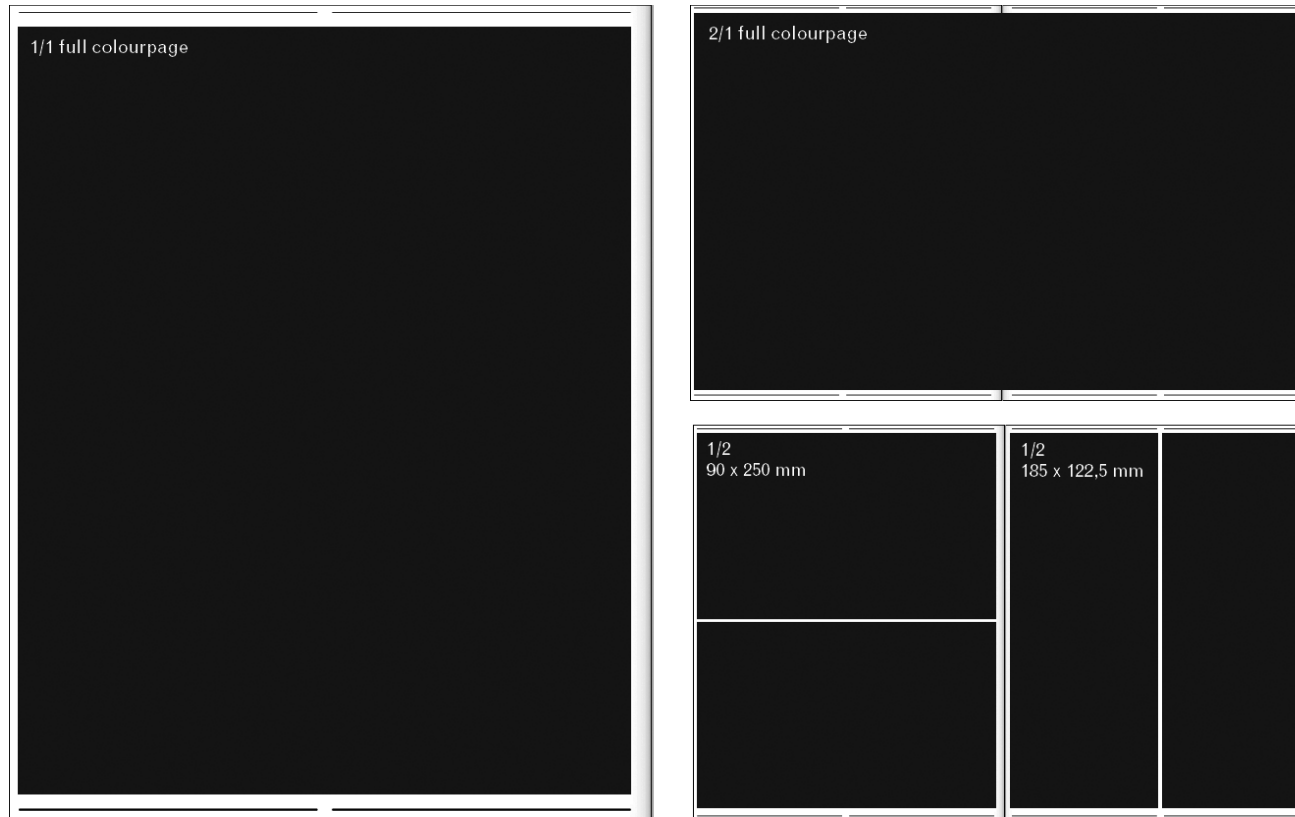 1/1 full colourpage
2/1 full colourpage
1/2
90 x 250 mm
1/2
185 x 122,5 mm